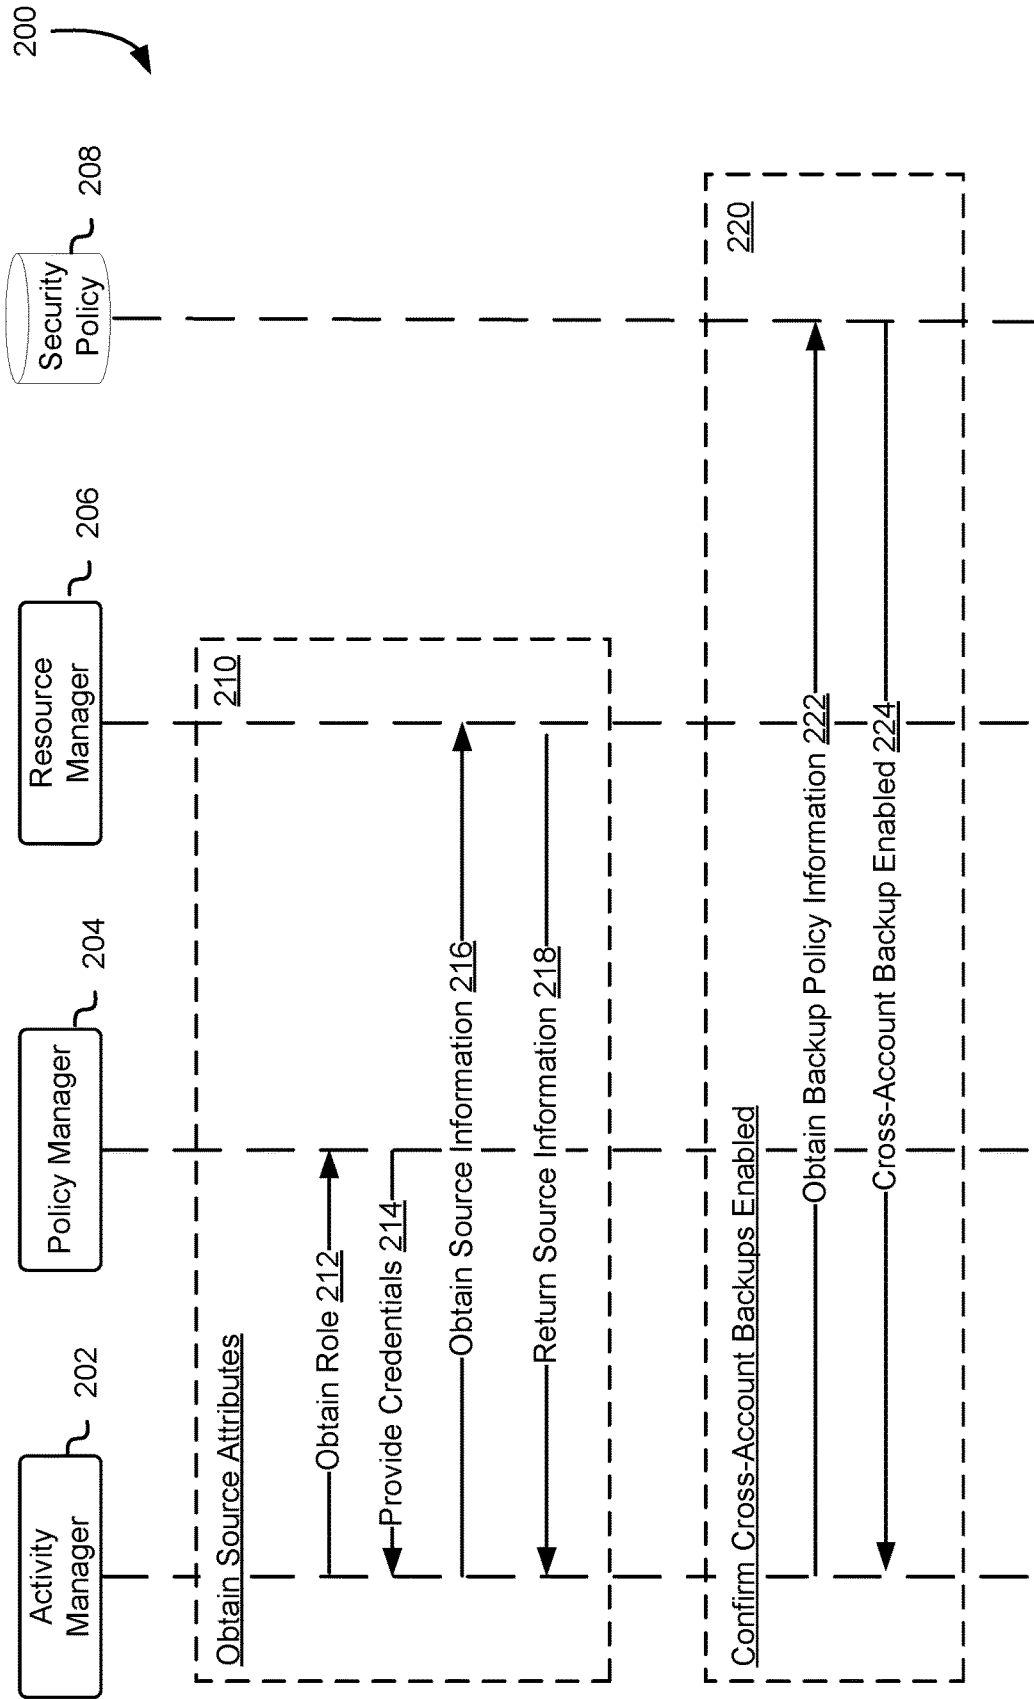 200
Activity
Manager
202
Policy Manager
204
Resource
Manager
206
Security
Policy
208
Obtain Source Attributes
210
Obtain Role 212
Provide Credentials 214
Obtain Source Information 216
Return Source Information 218
Confirm Cross-Account Backups Enabled
220
Obtain Backup Policy Information 222
Cross-Account Backup Enabled 224